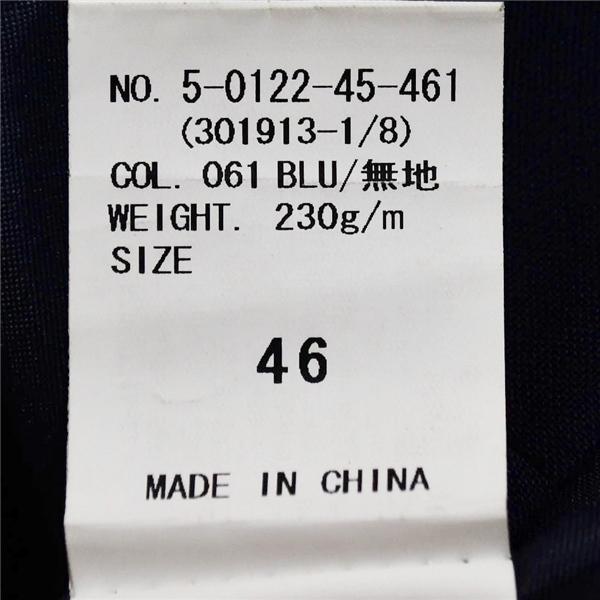 NO. 5-0122-45-461
(301913-1/8)
COL. 061 BLU/無地
WEIGHT. 230g/m
SIZE
46
MADE IN CHINA